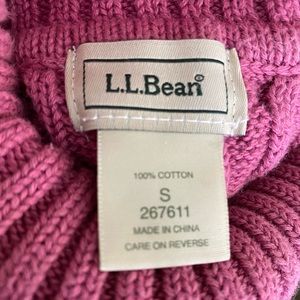 L.L.Bean®
100% COTTON
S
267611
MADE IN CHINA
CARE ON REVERSE